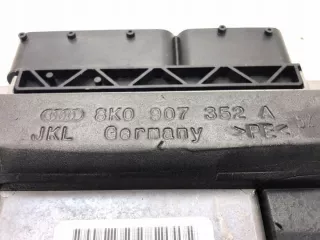 8K0 907 352 A
JKL Germany >PE<